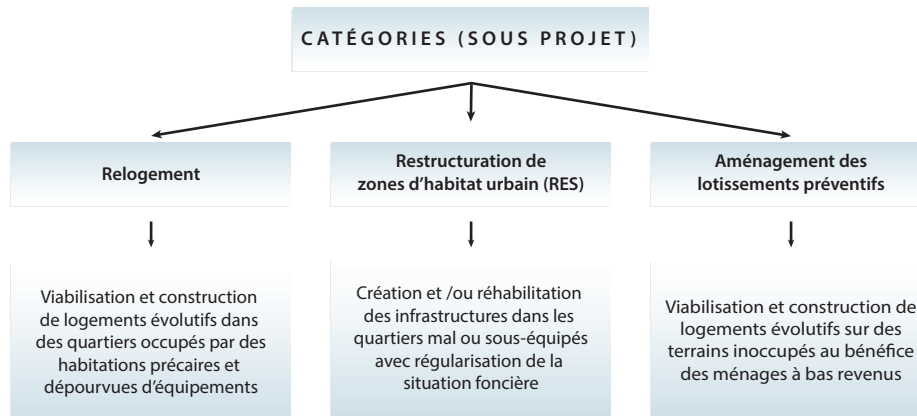 CATÉGORIES (SOUS PROJET)
Relogement
Restructuration de
zones d'habitat urbain (RES)
Aménagement des
lotissements préventifs
Viabilisation et construction
de logements évolutifs dans
des quartiers occupés par des
habitations précaires et
dépourvues d'équipements
Création et /ou réhabilitation
des infrastructures dans les
quartiers mal ou sous-équipés
avec régularisation de la
situation foncière
Viabilisation et construction de
logements évolutifs sur des
terrains inoccupés au bénéfice
des ménages à bas revenus